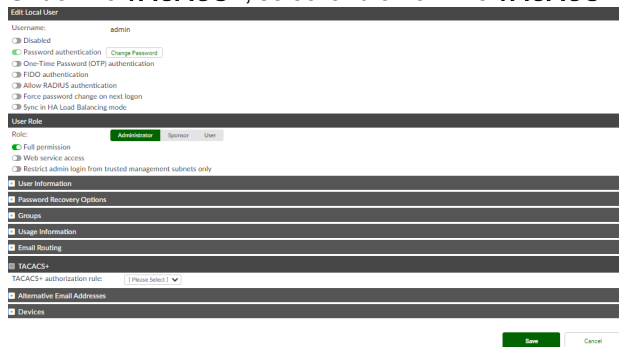 Edit Local User
Username: admin
Disabled
Password authentication Change Password
One-Time Password (OTP) authentication
FIDO authentication
Allow RADIUS authentication
Force password change on next logon
Sync in HA Load Balancing mode
User Role
Role: Administrator Sponsor User
Full permission
Web service access
Restrict admin login from trusted management subnets only
User Information
Password Recovery Options
Groups
Usage Information
Email Routing
TACACS+
TACACS+ authorization rule: [ Please Select ]
Alternative Email Addresses
Devices
Save Cancel